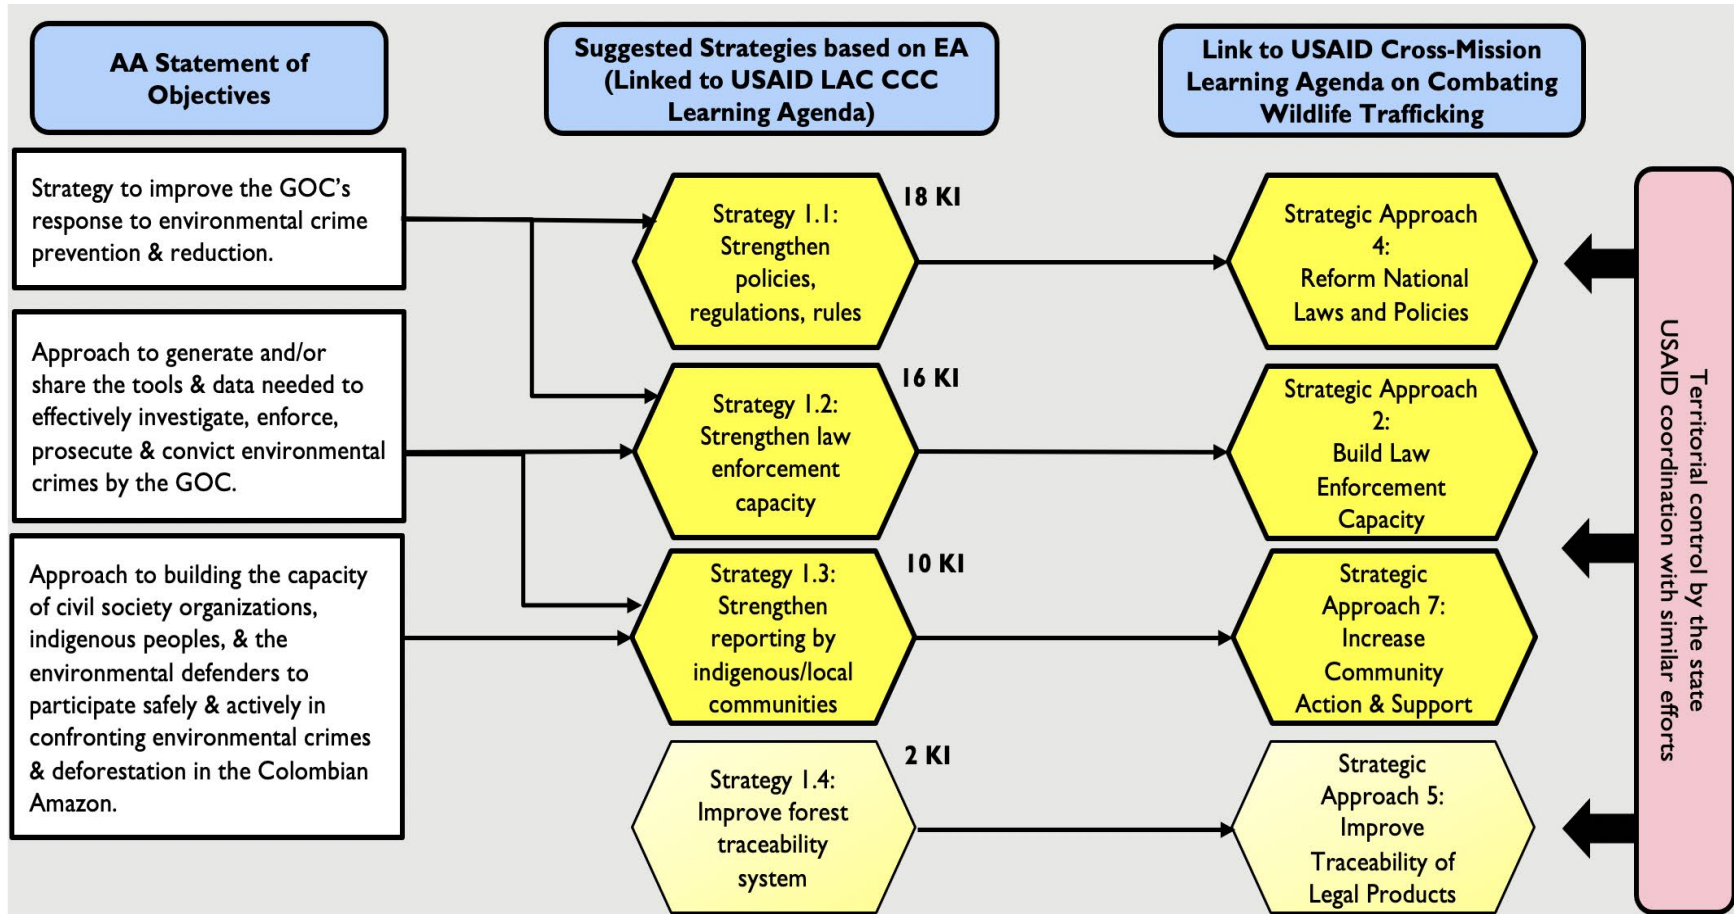 AA Statement of
Objectives
Suggested Strategies based on EA
(Linked to USAID LAC CCC
Learning Agenda)
Link to USAID Cross-Mission
Learning Agenda on Combating
Wildlife Trafficking
Strategy to improve the GOC's
response to environmental crime
prevention & reduction.
Approach to generate and/or
share the tools & data needed to
effectively investigate, enforce,
prosecute & convict environmental
crimes by the GOC.
Approach to building the capacity
of civil society organizations,
indigenous peoples, & the
environmental defenders to
participate safely & actively in
confronting environmental crimes
& deforestation in the Colombian
Amazon.
18 KI
Strategy 1.1:
Strengthen
policies,
regulations, rules
16 KI
Strategy 1.2:
Strengthen law
enforcement
capacity
10 KI
Strategy 1.3:
Strengthen
reporting by
indigenous/local
communities
2 KI
Strategy 1.4:
Improve forest
traceability
system
Strategic Approach
4:
Reform National
Laws and Policies
Strategic Approach
2:
Build Law
Enforcement
Capacity
Strategic
Approach 7:
Increase
Community
Action & Support
Strategic
Approach 5:
Improve
Traceability of
Legal Products
Territorial control by the state
USAID coordination with similar efforts